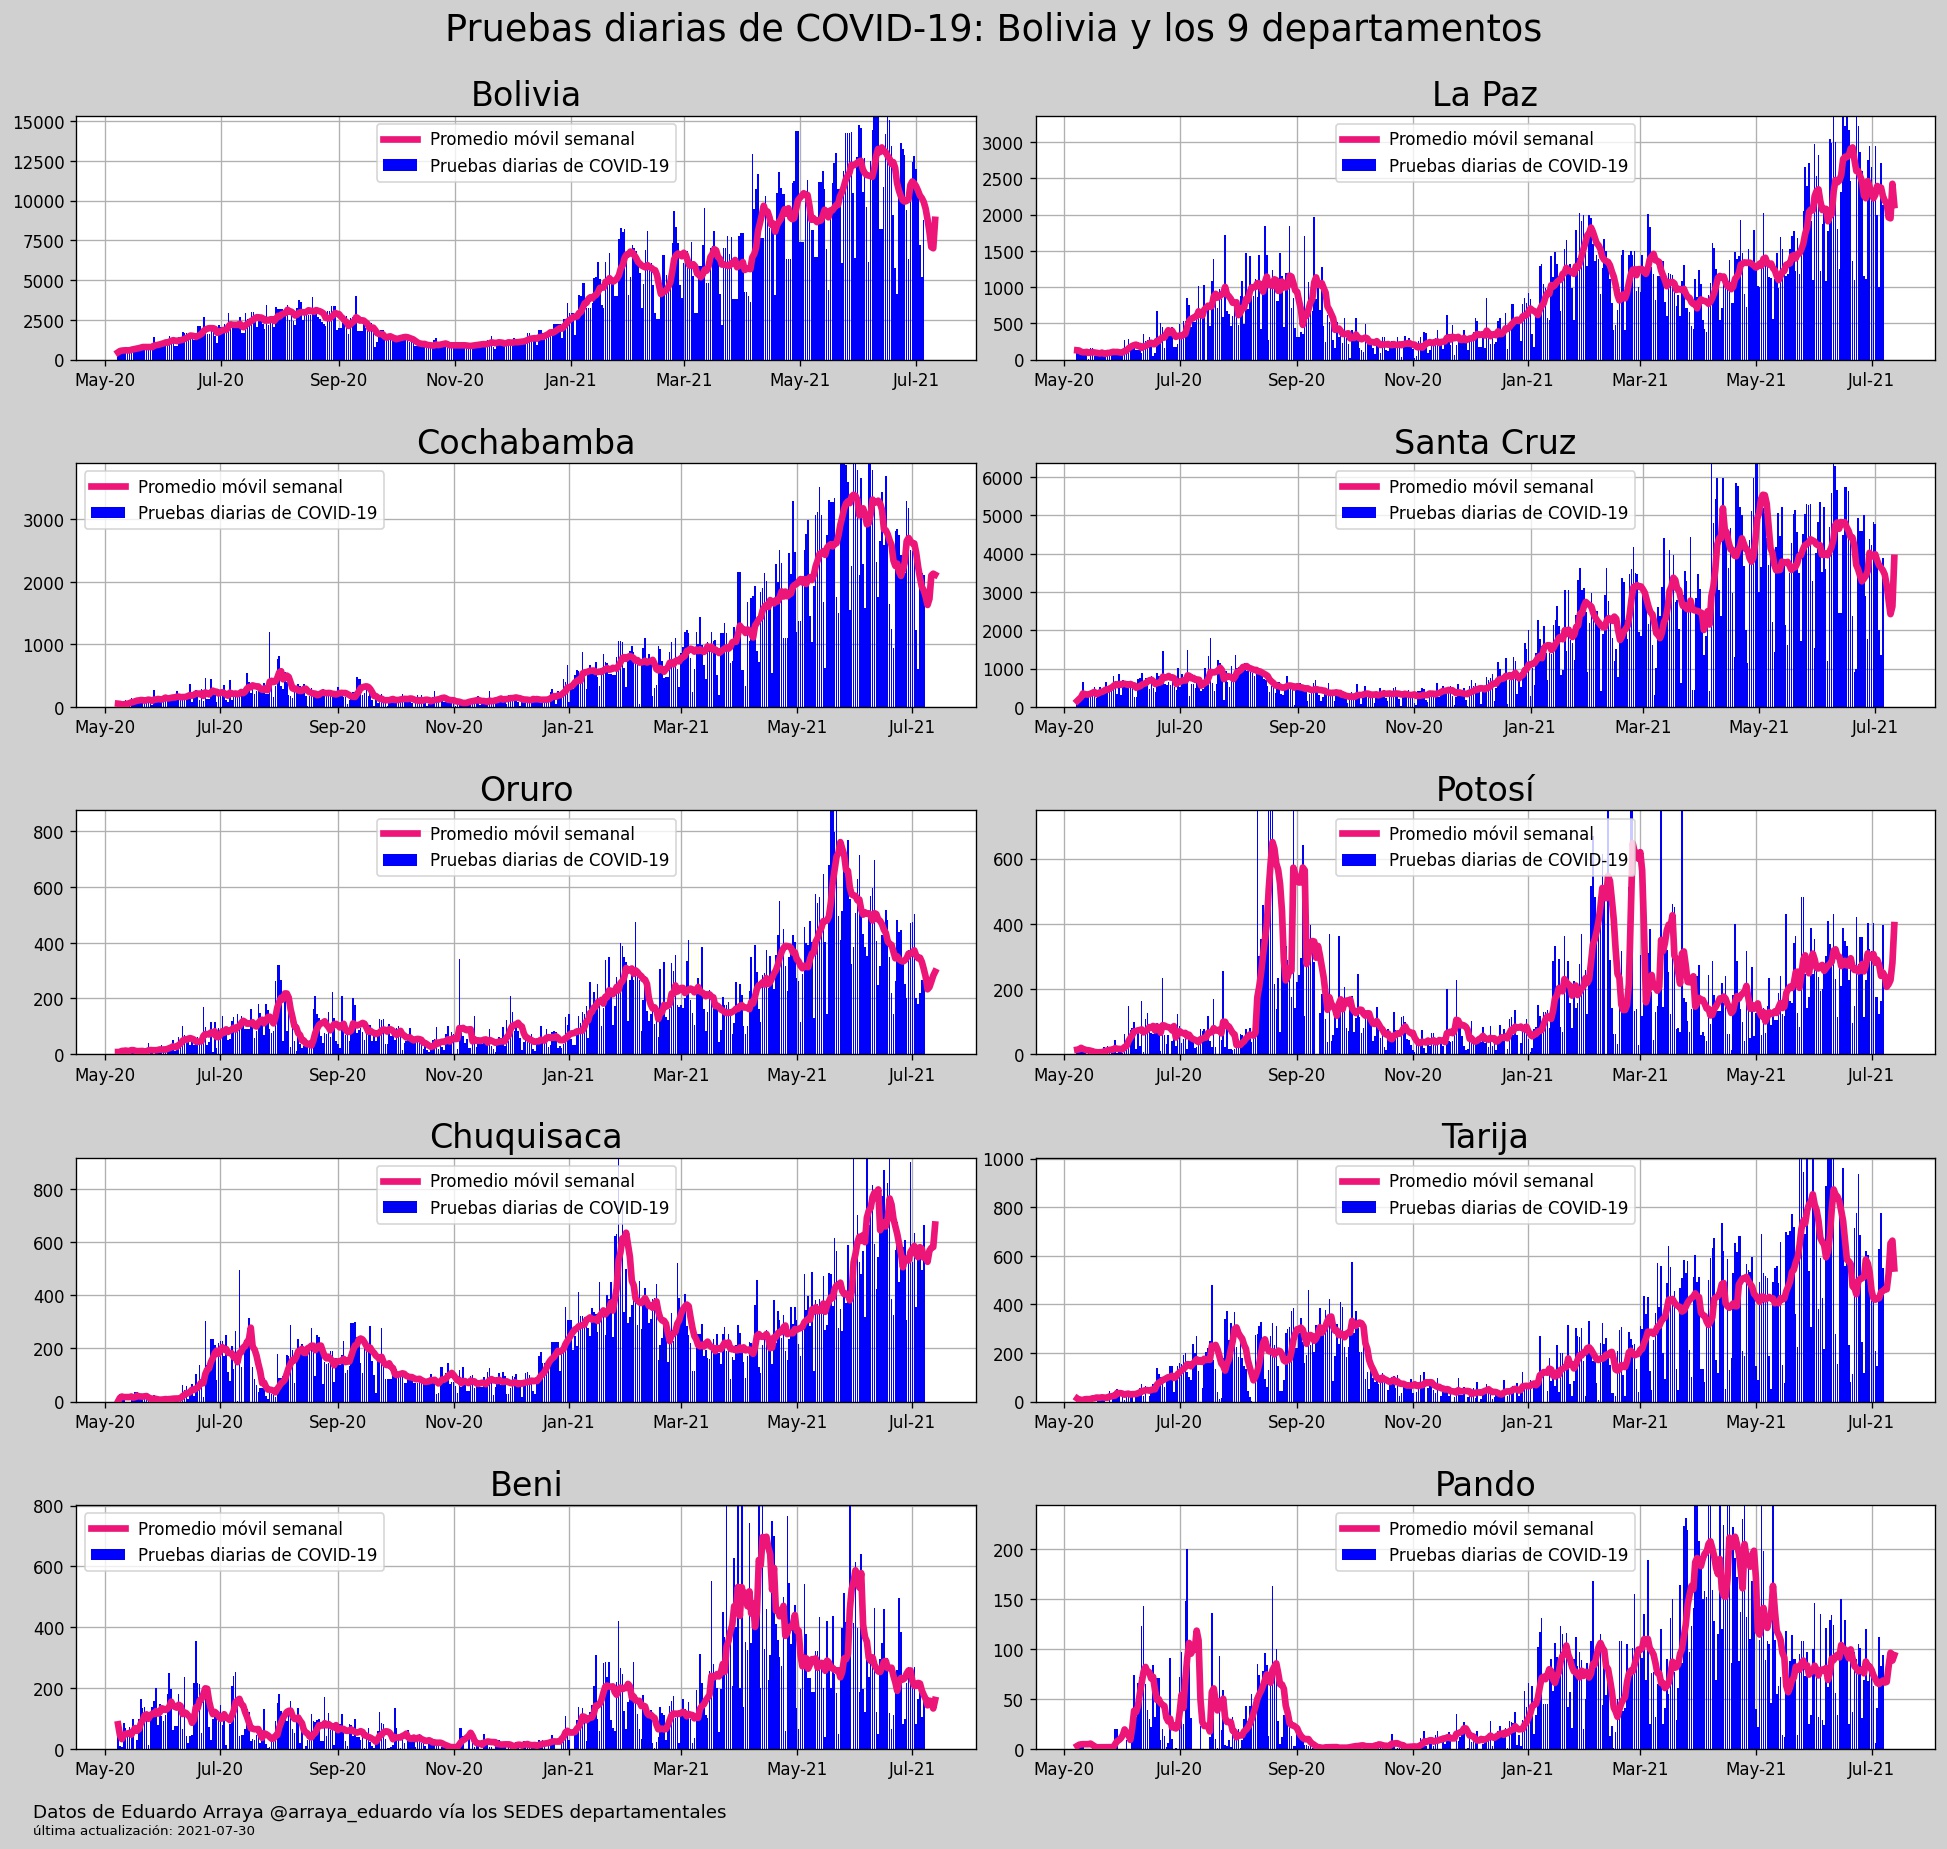 Pruebas diarias de COVID-19: Bolivia y los 9 departamentos
Bolivia
15000
12500
10000
7500
5000
2500
0
Promedio móvil semanal
Pruebas diarias de COVID-19
May-20 Jul-20 Sep-20 Nov-20 Jan-21 Mar-21 May-21 Jul-21
La Paz
3000
2500
2000
1500
1000
500
0
Promedio móvil semanal
Pruebas diarias de COVID-19
May-20 Jul-20 Sep-20 Nov-20 Jan-21 Mar-21 May-21 Jul-21
Cochabamba
3000
2000
1000
0
Promedio móvil semanal
Pruebas diarias de COVID-19
May-20 Jul-20 Sep-20 Nov-20 Jan-21 Mar-21 May-21 Jul-21
Santa Cruz
6000
5000
4000
3000
2000
1000
0
Promedio móvil semanal
Pruebas diarias de COVID-19
May-20 Jul-20 Sep-20 Nov-20 Jan-21 Mar-21 May-21 Jul-21
Oruro
800
600
400
200
0
Promedio móvil semanal
Pruebas diarias de COVID-19
May-20 Jul-20 Sep-20 Nov-20 Jan-21 Mar-21 May-21 Jul-21
Potosí
600
400
200
0
Promedio móvil semanal
Pruebas diarias de COVID-19
May-20 Jul-20 Sep-20 Nov-20 Jan-21 Mar-21 May-21 Jul-21
Chuquisaca
800
600
400
200
0
Promedio móvil semanal
Pruebas diarias de COVID-19
May-20 Jul-20 Sep-20 Nov-20 Jan-21 Mar-21 May-21 Jul-21
Tarija
1000
800
600
400
200
0
Promedio móvil semanal
Pruebas diarias de COVID-19
May-20 Jul-20 Sep-20 Nov-20 Jan-21 Mar-21 May-21 Jul-21
Beni
800
600
400
200
0
Promedio móvil semanal
Pruebas diarias de COVID-19
May-20 Jul-20 Sep-20 Nov-20 Jan-21 Mar-21 May-21 Jul-21
Pando
200
150
100
50
0
Promedio móvil semanal
Pruebas diarias de COVID-19
May-20 Jul-20 Sep-20 Nov-20 Jan-21 Mar-21 May-21 Jul-21
Datos de Eduardo Arraya @arraya_eduardo vía los SEDES departamentales
última actualización: 2021-07-30